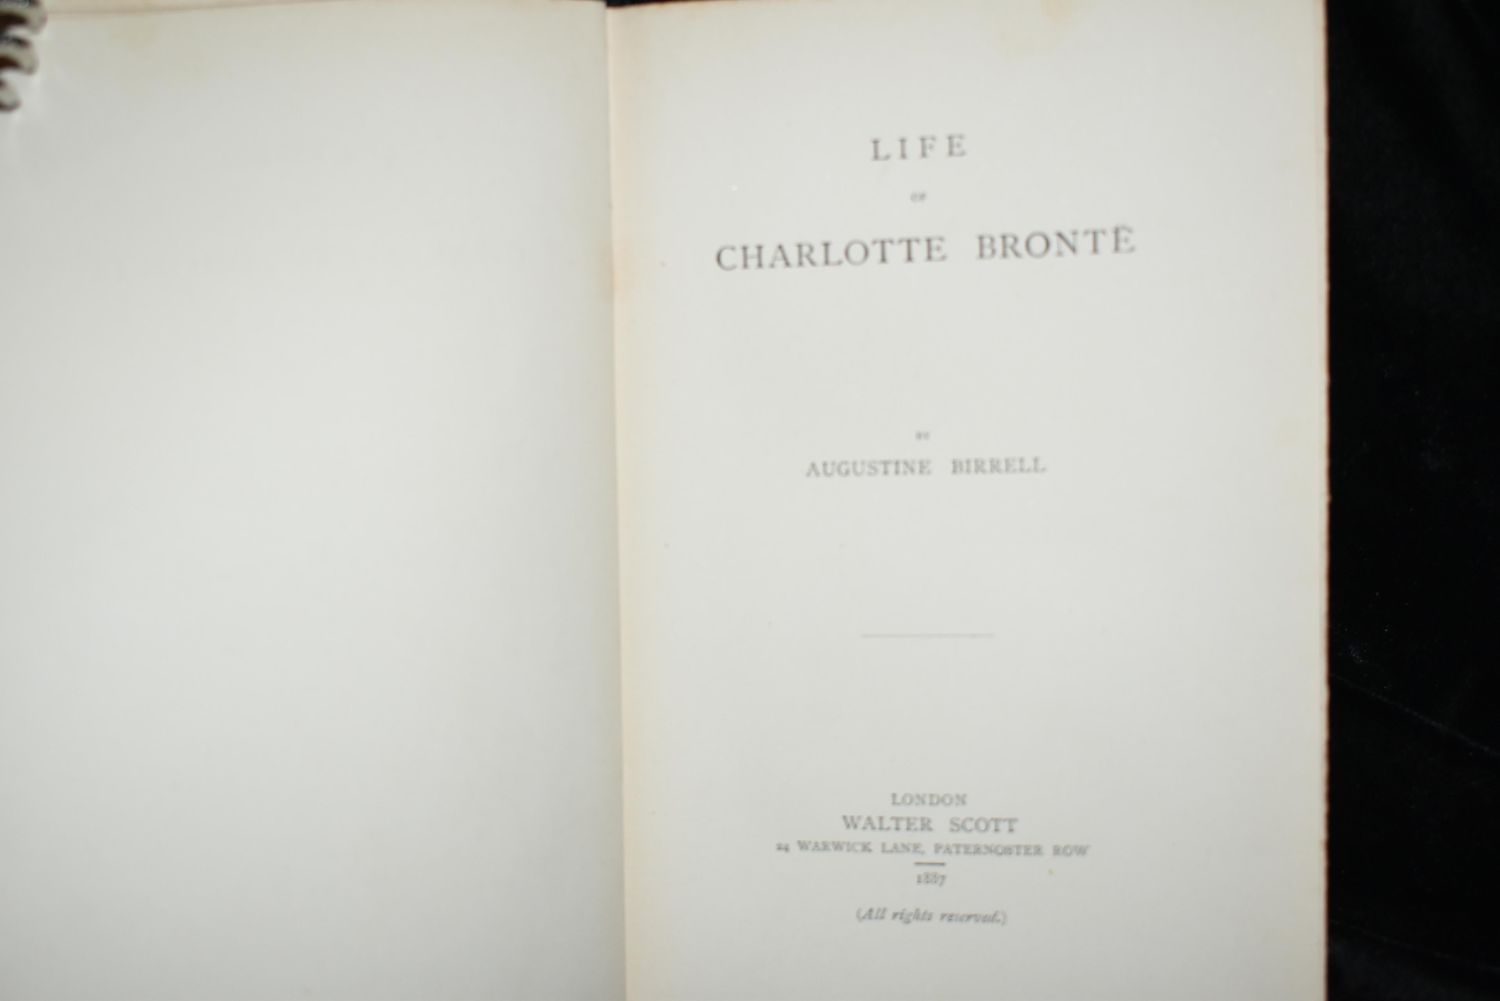 LIFE
OF
CHARLOTTE BRONTË
BY
AUGUSTINE BIRRELL
LONDON
WALTER SCOTT
24 WARWICK LANE, PATERNOSTER ROW
1887
(All rights reserved.)